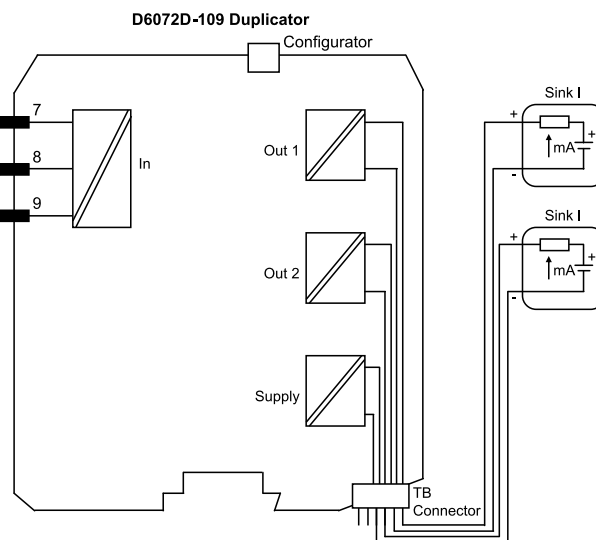 D6072D-109 Duplicator
Configurator
7
8
9
In
Out 1
Out 2
Supply
TB
Connector
Sink I
+
mA
+
-
Sink I
+
mA
+
-